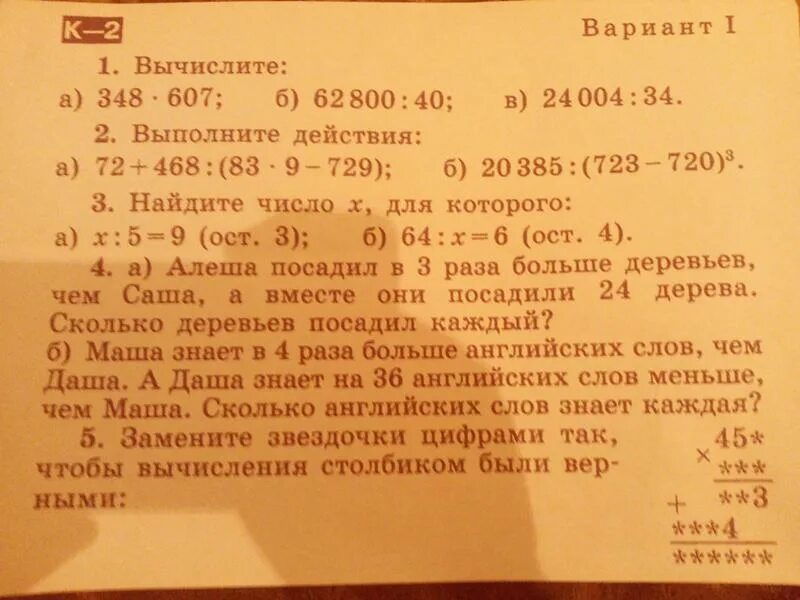 К—2 Вариант I
1. Вычислите:
а) 348 · 607; б) 62 800 : 40; в) 24 004 : 34.
2. Выполните действия:
а) 72 + 468 : (83 · 9 − 729); б) 20 385 : (723 − 720)³.
3. Найдите число x, для которого:
а) x : 5 = 9 (ост. 3); б) 64 : x = 6 (ост. 4).
4. а) Алеша посадил в 3 раза больше деревьев,
чем Саша, а вместе они посадили 24 дерева.
Сколько деревьев посадил каждый?
б) Маша знает в 4 раза больше английских слов, чем
Даша. А Даша знает на 36 английских слов меньше,
чем Маша. Сколько английских слов знает каждая?
5. Замените звездочки цифрами так,
чтобы вычисления столбиком были вер-
ными:
45*
× ***
**3
+
***4
******